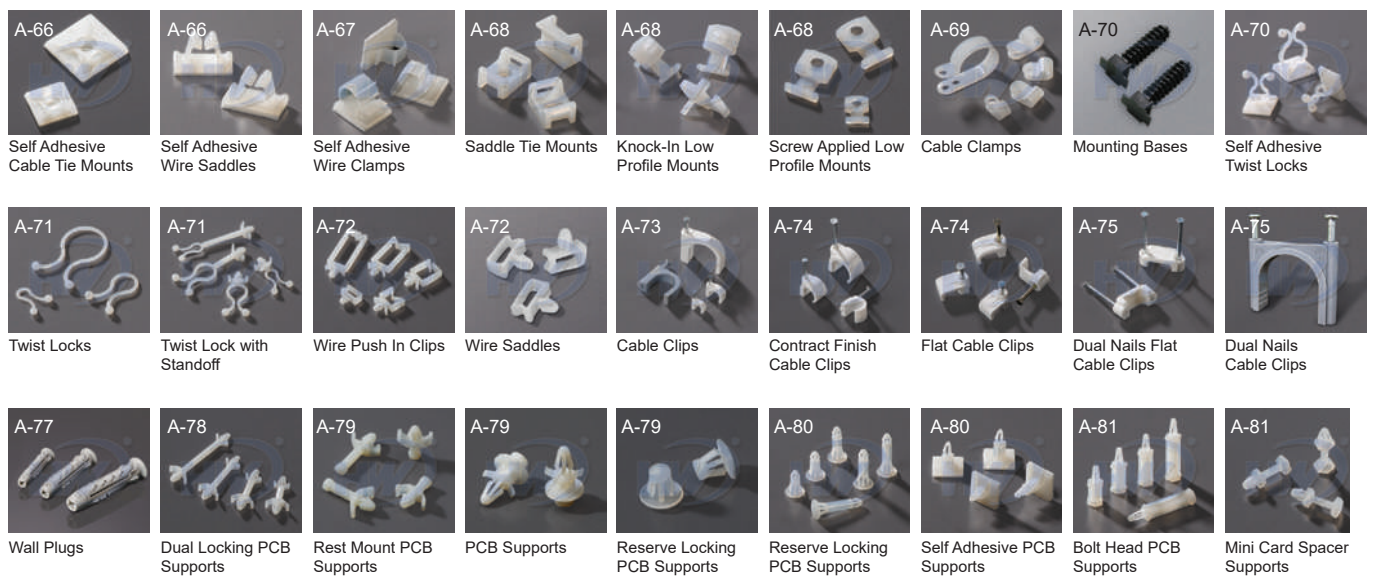 A-66
A-66
A-67
A-68
A-68
A-68
A-69
A-70
A-70
Self Adhesive
Cable Tie Mounts
Self Adhesive
Wire Saddles
Self Adhesive
Wire Clamps
Saddle Tie Mounts
Knock-In Low
Profile Mounts
Screw Applied Low
Profile Mounts
Cable Clamps
Mounting Bases
Self Adhesive
Twist Locks
A-71
A-71
A-72
A-72
A-73
A-74
A-74
A-75
A-75
Twist Locks
Twist Lock with
Standoff
Wire Push In Clips
Wire Saddles
Cable Clips
Contract Finish
Cable Clips
Flat Cable Clips
Dual Nails Flat
Cable Clips
Dual Nails
Cable Clips
A-77
A-78
A-79
A-79
A-79
A-80
A-80
A-81
A-81
Wall Plugs
Dual Locking PCB
Supports
Rest Mount PCB
Supports
PCB Supports
Reserve Locking
PCB Supports
Reserve Locking
PCB Supports
Self Adhesive PCB
Supports
Bolt Head PCB
Supports
Mini Card Spacer
Supports